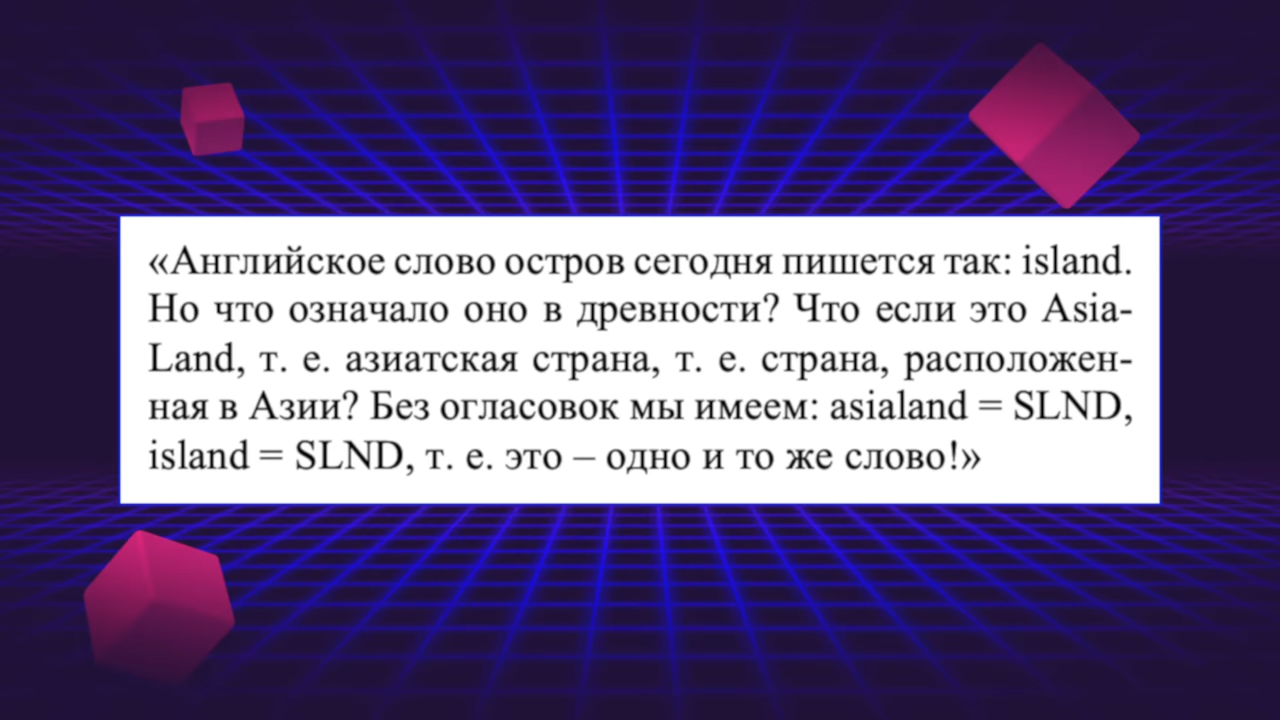 «Английское слово остров сегодня пишется так: island.
Но что означало оно в древности? Что если это Asia-
Land, т. е. азиатская страна, т. е. страна, расположен-
ная в Азии? Без огласовок мы имеем: asialand = SLND,
island = SLND, т. е. это – одно и то же слово!»